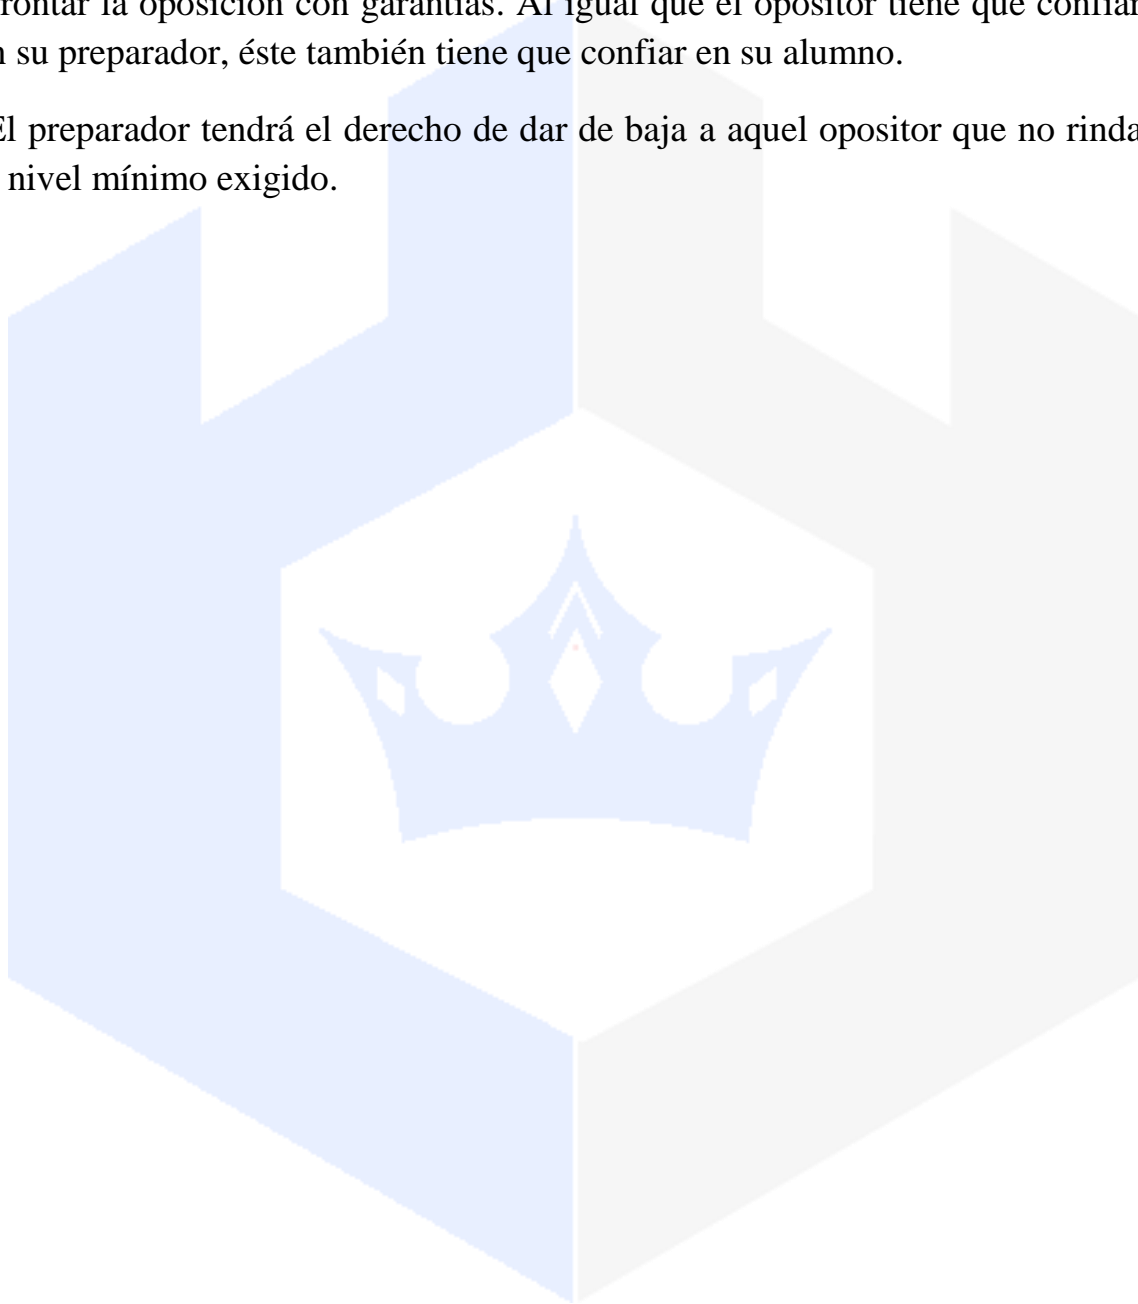 rontar la oposición con garantías. Al igual que el opositor tiene que confiar
n su preparador, éste también tiene que confiar en su alumno.
El preparador tendrá el derecho de dar de baja a aquel opositor que no rinda
nivel mínimo exigido.